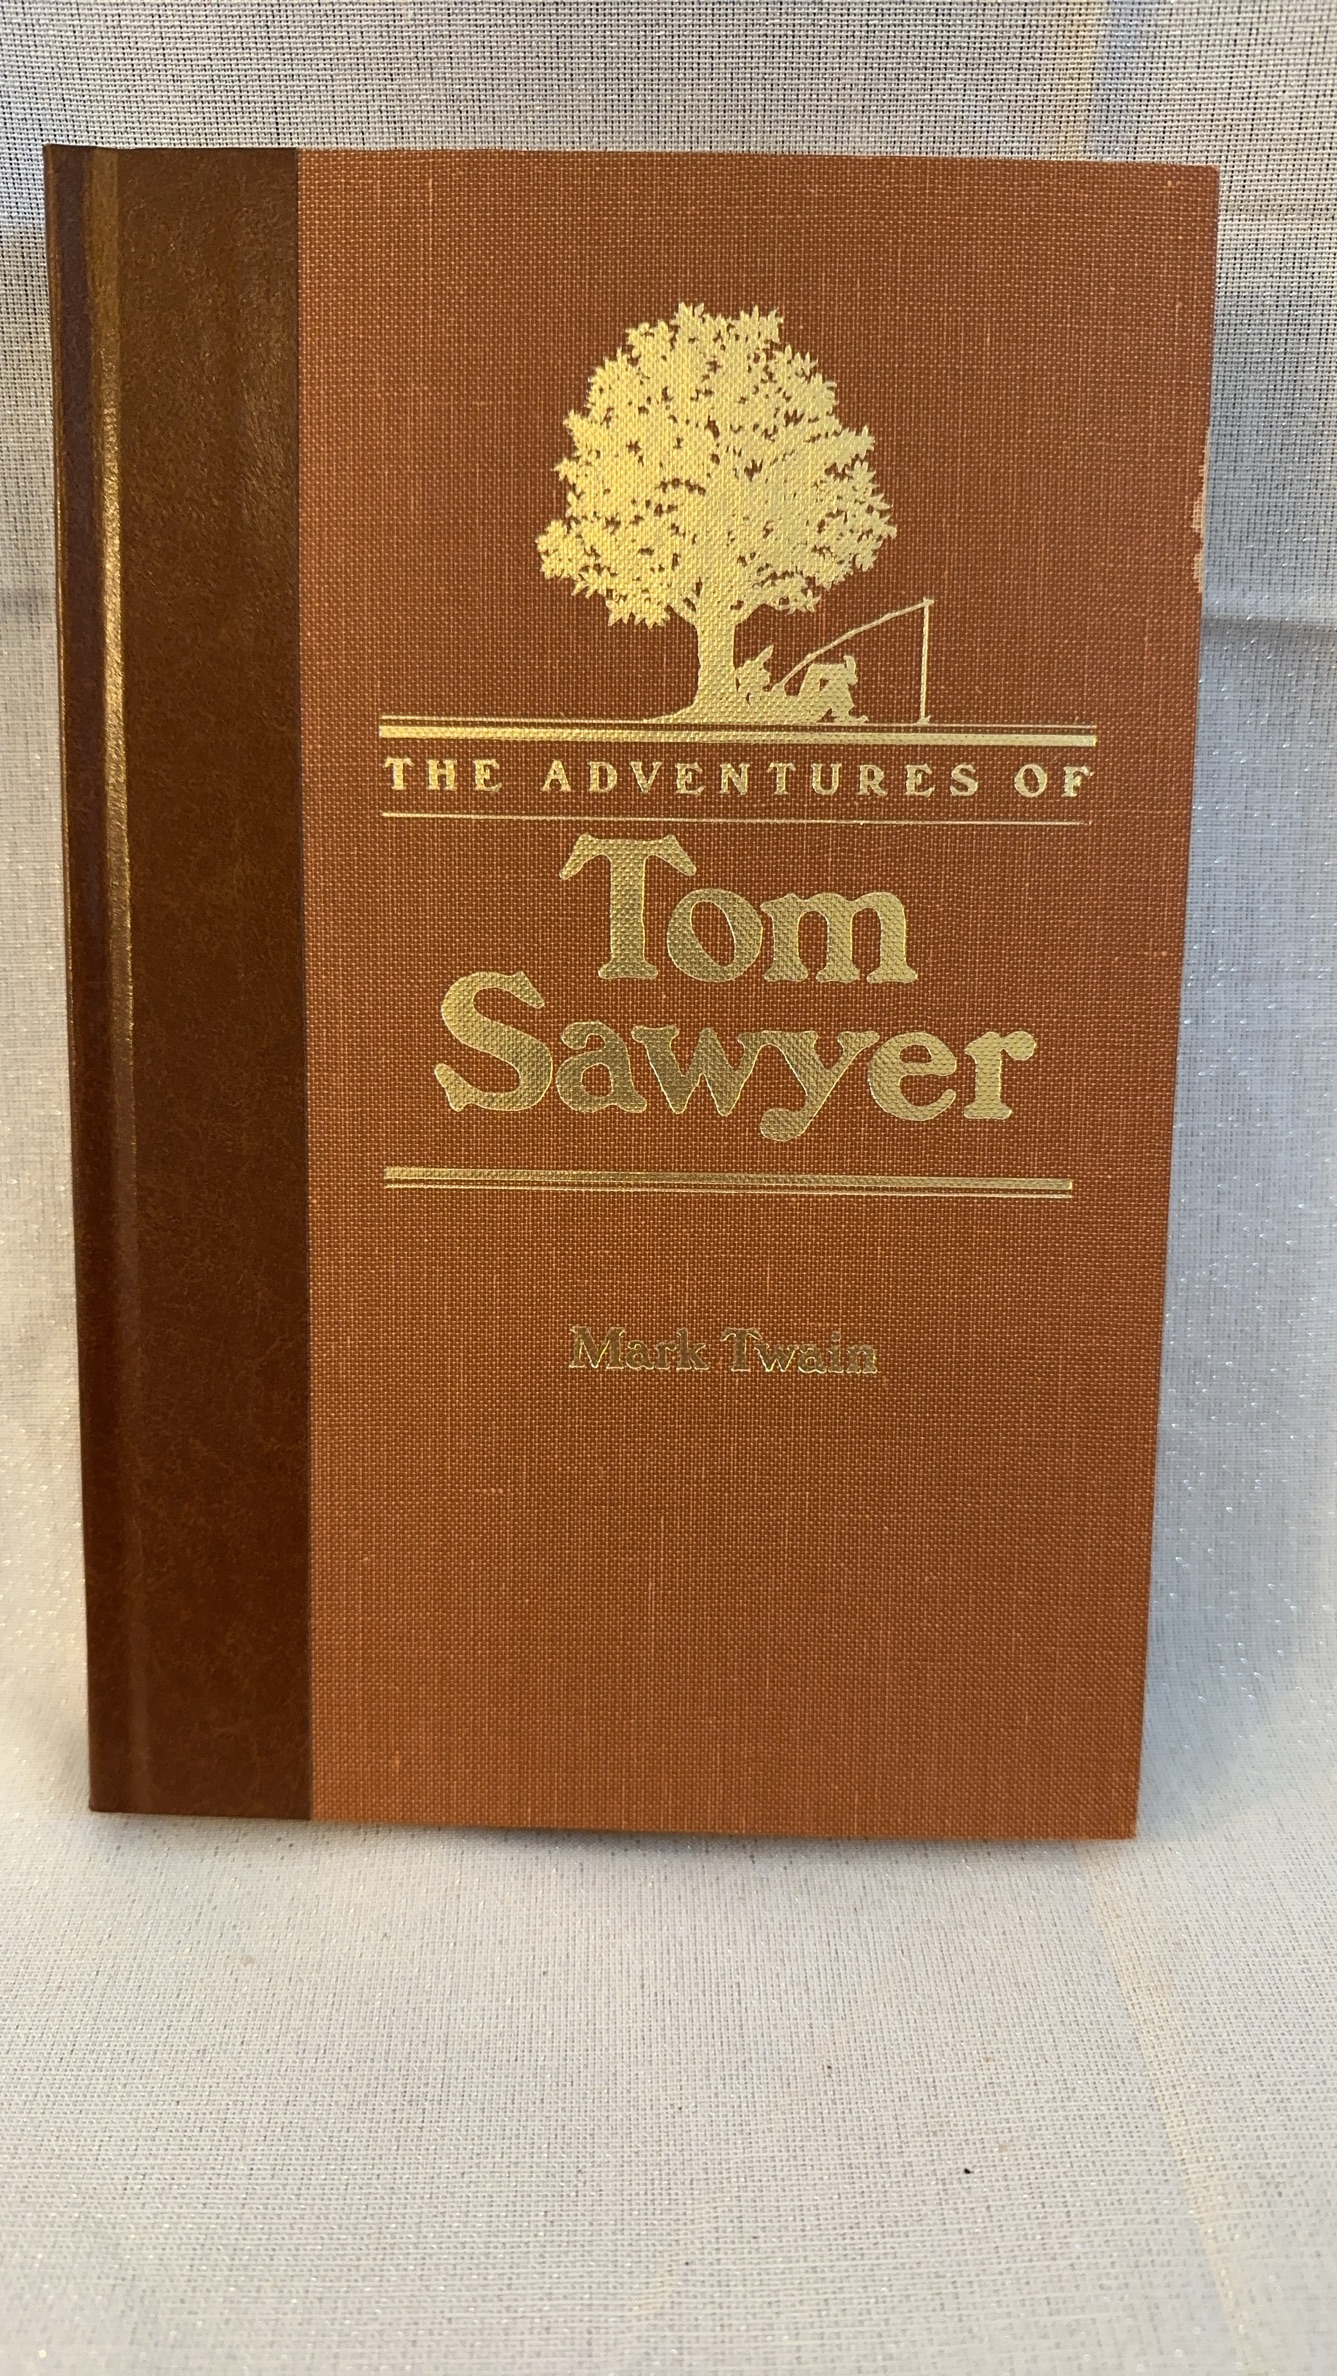 THE ADVENTURES OF
Tom
Sawyer
Mark Twain